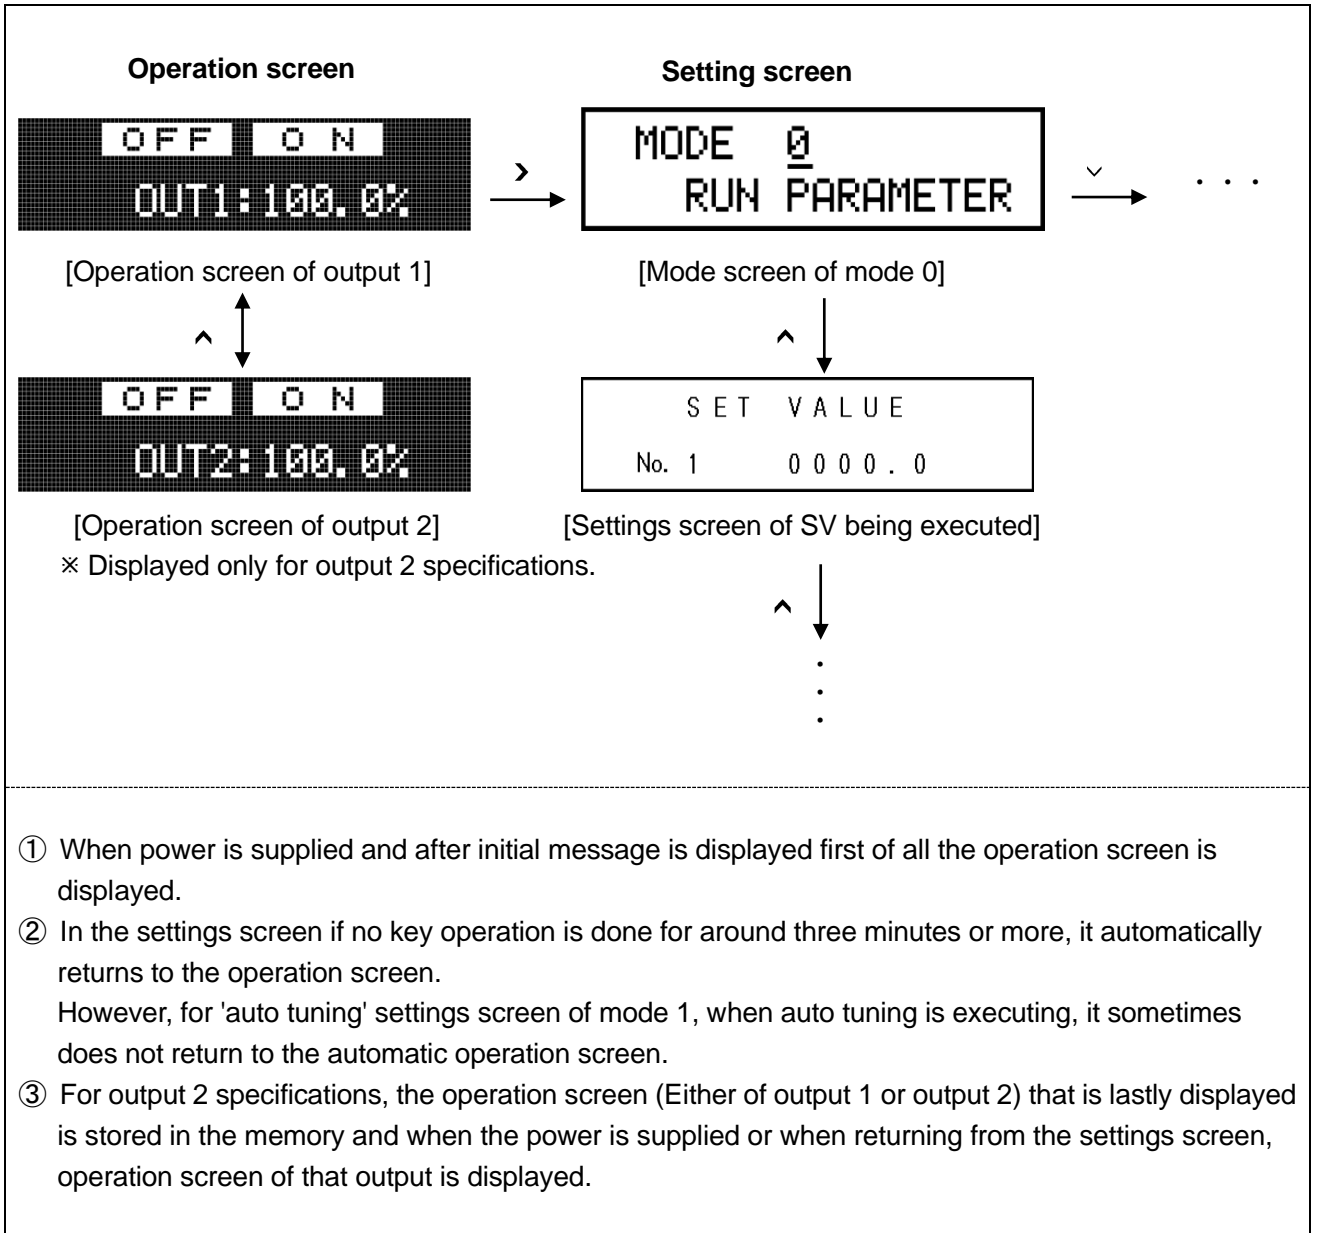 Operation screen
Setting screen
OFF ON
OUT1:100.0%
>
MODE 0
RUN PARAMETER
˅
. . .
[Operation screen of output 1]
[Mode screen of mode 0]
^
^
OFF ON
OUT2:100.0%
SET VALUE
No. 1 0000.0
[Operation screen of output 2]
[Settings screen of SV being executed]
※ Displayed only for output 2 specifications.
^
.
.
.
① When power is supplied and after initial message is displayed first of all the operation screen is
displayed.
② In the settings screen if no key operation is done for around three minutes or more, it automatically
returns to the operation screen.
However, for 'auto tuning' settings screen of mode 1, when auto tuning is executing, it sometimes
does not return to the automatic operation screen.
③ For output 2 specifications, the operation screen (Either of output 1 or output 2) that is lastly displayed
is stored in the memory and when the power is supplied or when returning from the settings screen,
operation screen of that output is displayed.